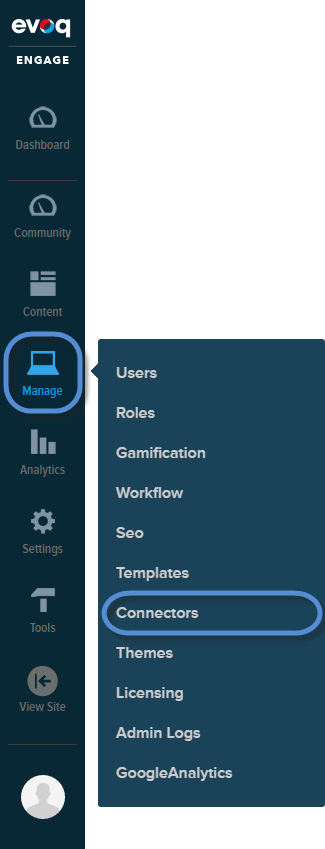 evoq
ENGAGE
Dashboard
Community
Content
Manage
Analytics
Settings
Tools
View Site
Users
Roles
Gamification
Workflow
Seo
Templates
Connectors
Themes
Licensing
Admin Logs
GoogleAnalytics